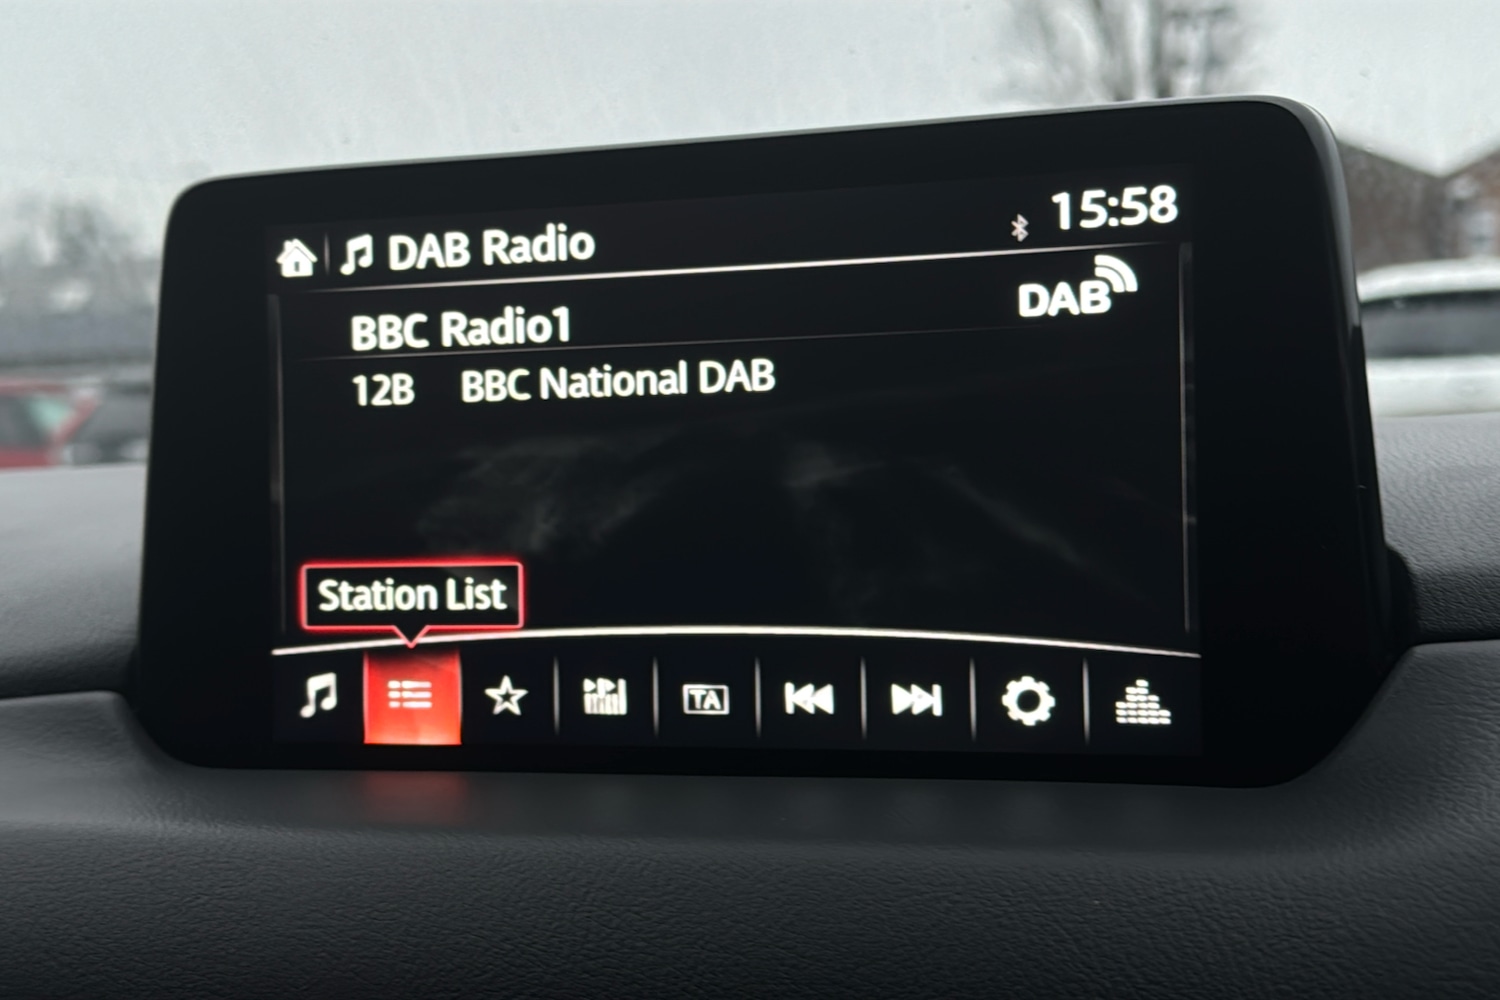 DAB Radio
15:58
DAB
BBC Radio1
12B BBC National DAB
Station List
TA